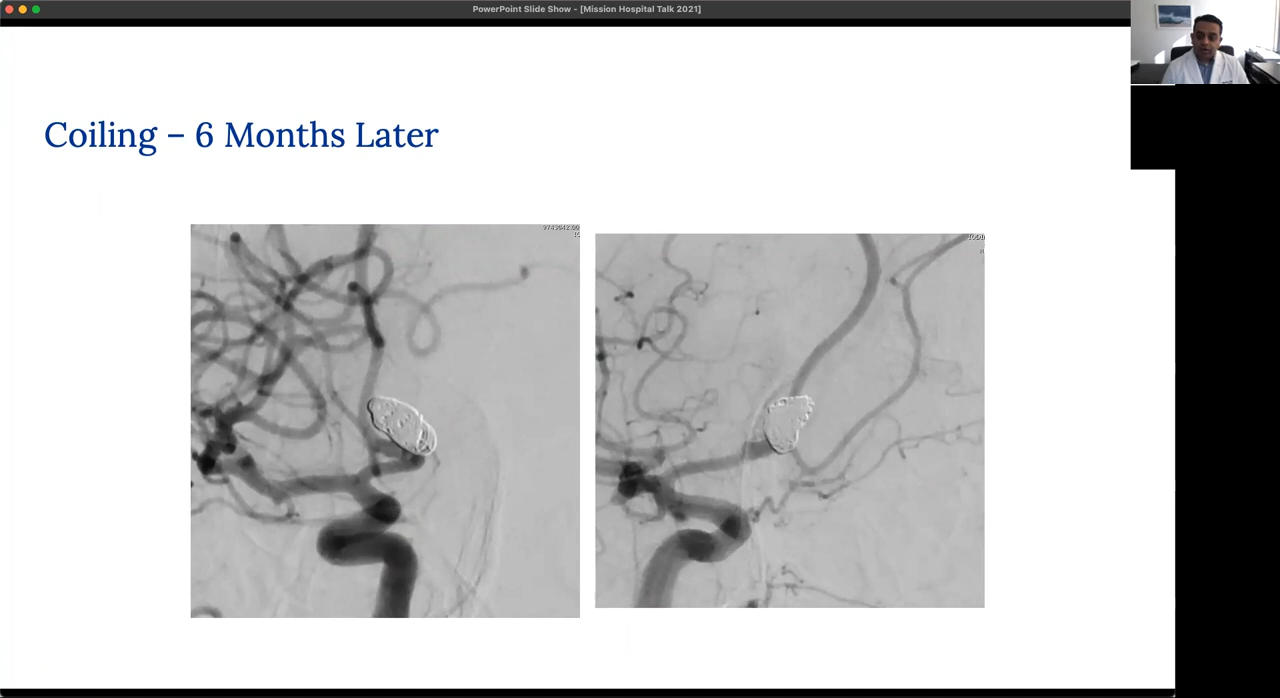 PowerPoint Slide Show - [Mission Hospital Talk 2021]
Coiling – 6 Months Later